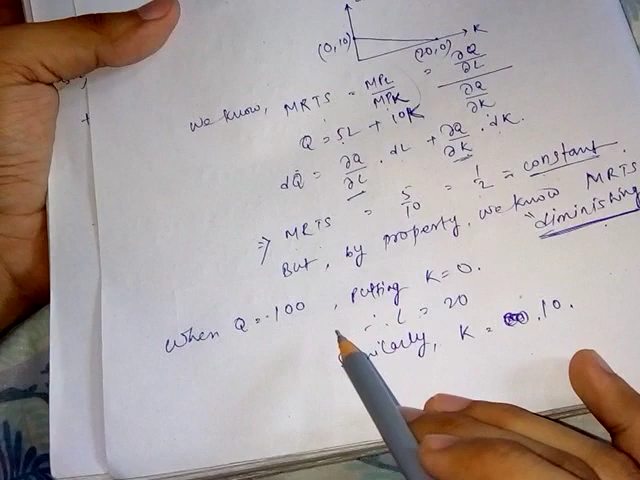 K
(0,10)
(20,0)
We know, MRTS = MPL / MPK = ∂Q/∂L / ∂Q/∂K
Q = 5L + 10K
dQ = ∂Q/∂L . dL + ∂Q/∂K . dK.
⇒ MRTS = 5/10 = 1/2 = constant.
But, by property, we know MRTS
"diminishing
When Q = 100, putting K=0.
∴ L = 20
K = 10.